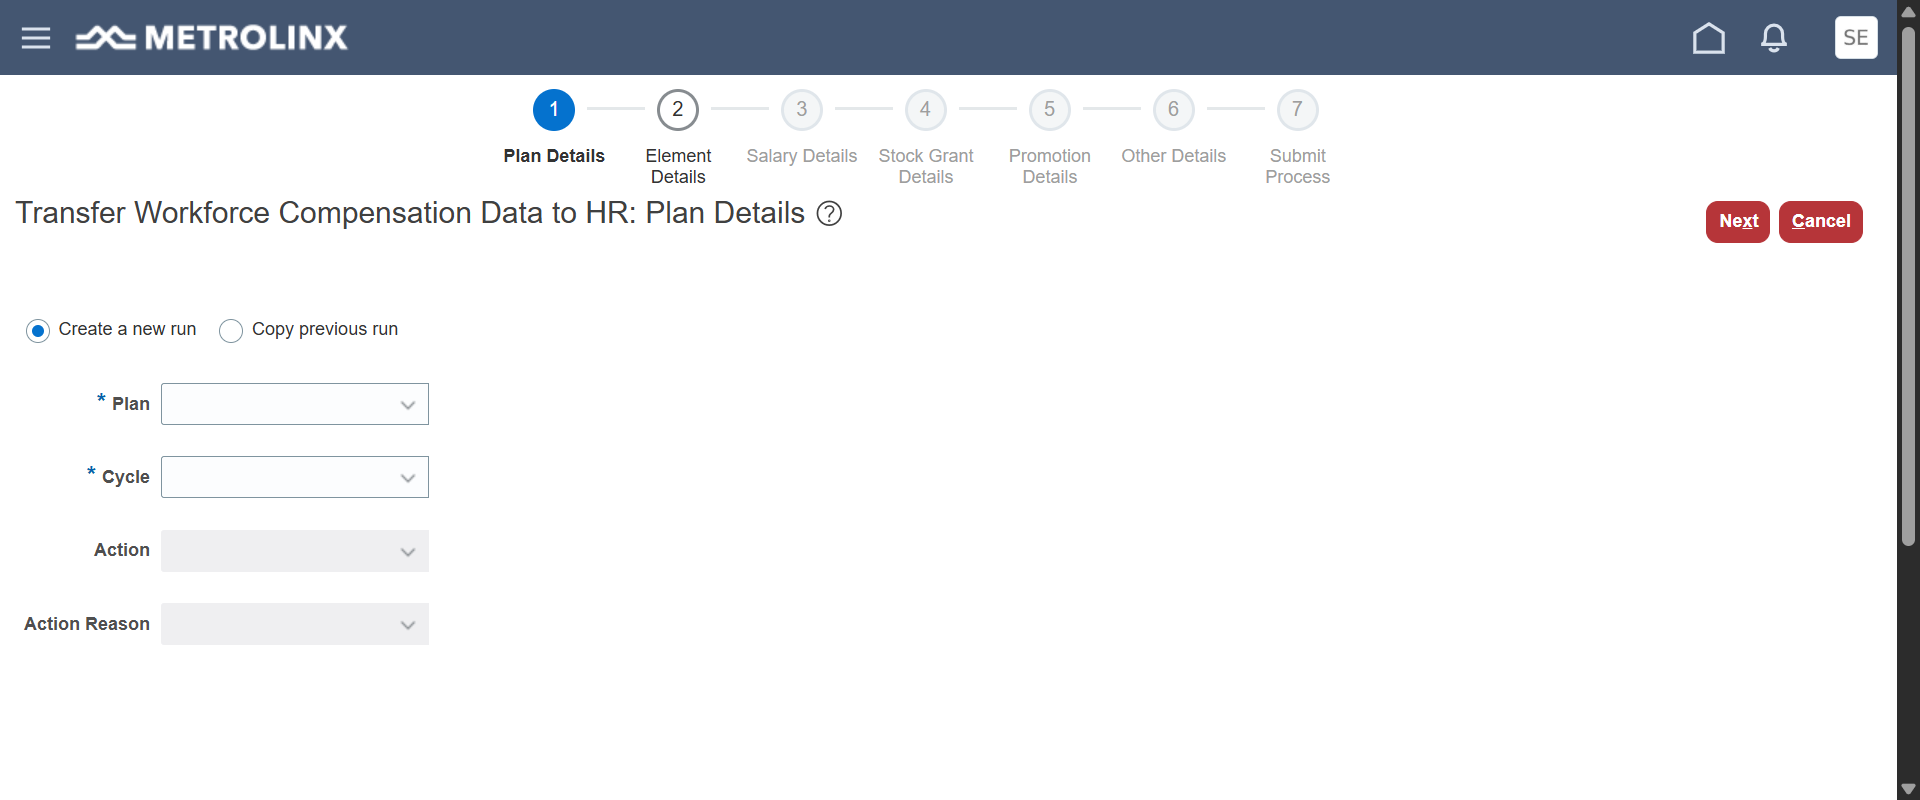 METROLINX
SE
1
2
3
4
5
6
7
Plan Details
Element
Details
Salary Details
Stock Grant
Details
Promotion
Details
Other Details
Submit
Process
Transfer Workforce Compensation Data to HR: Plan Details ?
Next
Cancel
Create a new run
Copy previous run
* Plan
* Cycle
Action
Action Reason